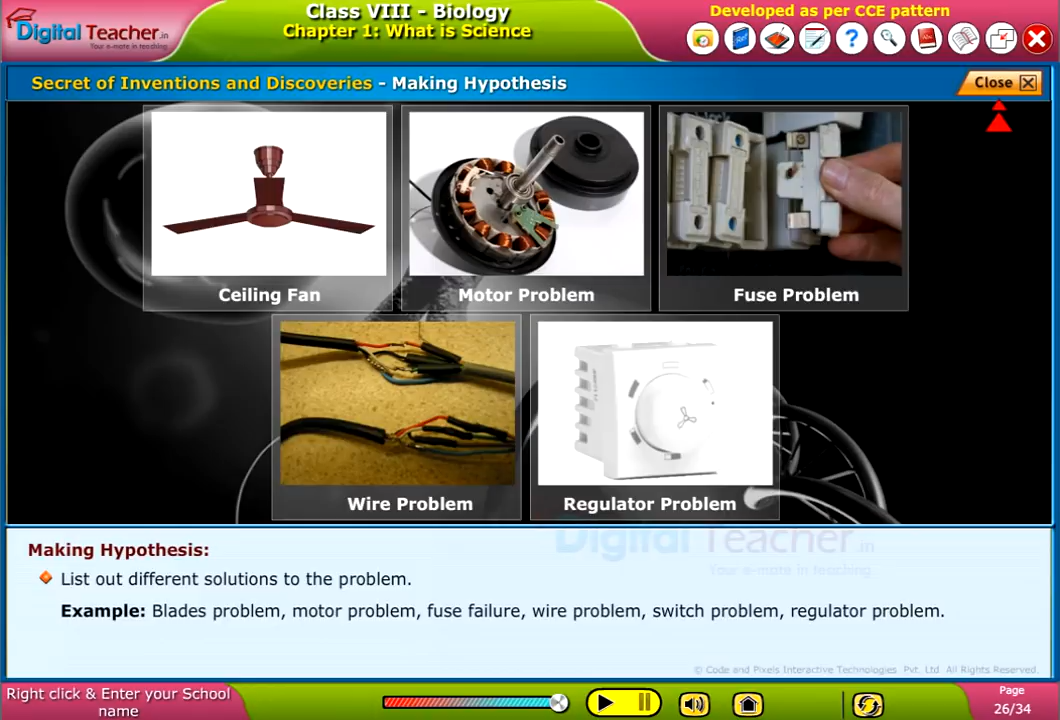 Digital Teacher.in
Your e-mate in teaching
Class VIII - Biology
Chapter 1: What is Science
Developed as per CCE pattern
Secret of Inventions and Discoveries - Making Hypothesis
Close
Ceiling Fan
Motor Problem
Fuse Problem
Wire Problem
Regulator Problem
Making Hypothesis:
Digital Teacher.in
Your e-mate in teaching
List out different solutions to the problem.
Example: Blades problem, motor problem, fuse failure, wire problem, switch problem, regulator problem.
© Code and Pixels Interactive Technologies Pvt. Ltd. All Rights Reserved.
Right click & Enter your School
name
Page
26/34